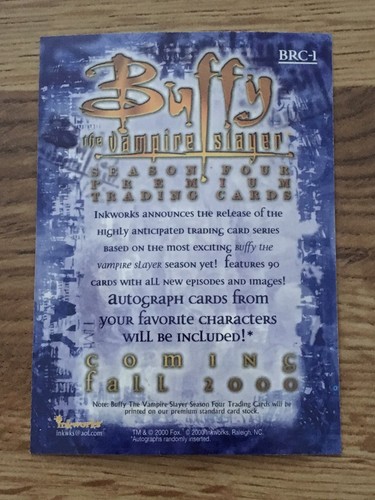 BRC-1
Buffy
the vampire slayer
SEASON FOUR
PREMIUM
TRADING CARDS
Inkworks announces the release of the
highly anticipated trading card series
based on the most exciting Buffy the
vampire slayer season yet! features 90
cards with all new episodes and images!
autograph cards from
your favorite characters
will be included!*
coming
fall 2000
Note: Buffy The Vampire Slayer Season Four Trading Cards will be
printed on our premium standard card stock.
inkworks
inkwks@aol.com
TM & © 2000 Fox. © 2000 Inkworks, Raleigh, NC.
*Autographs randomly inserted.